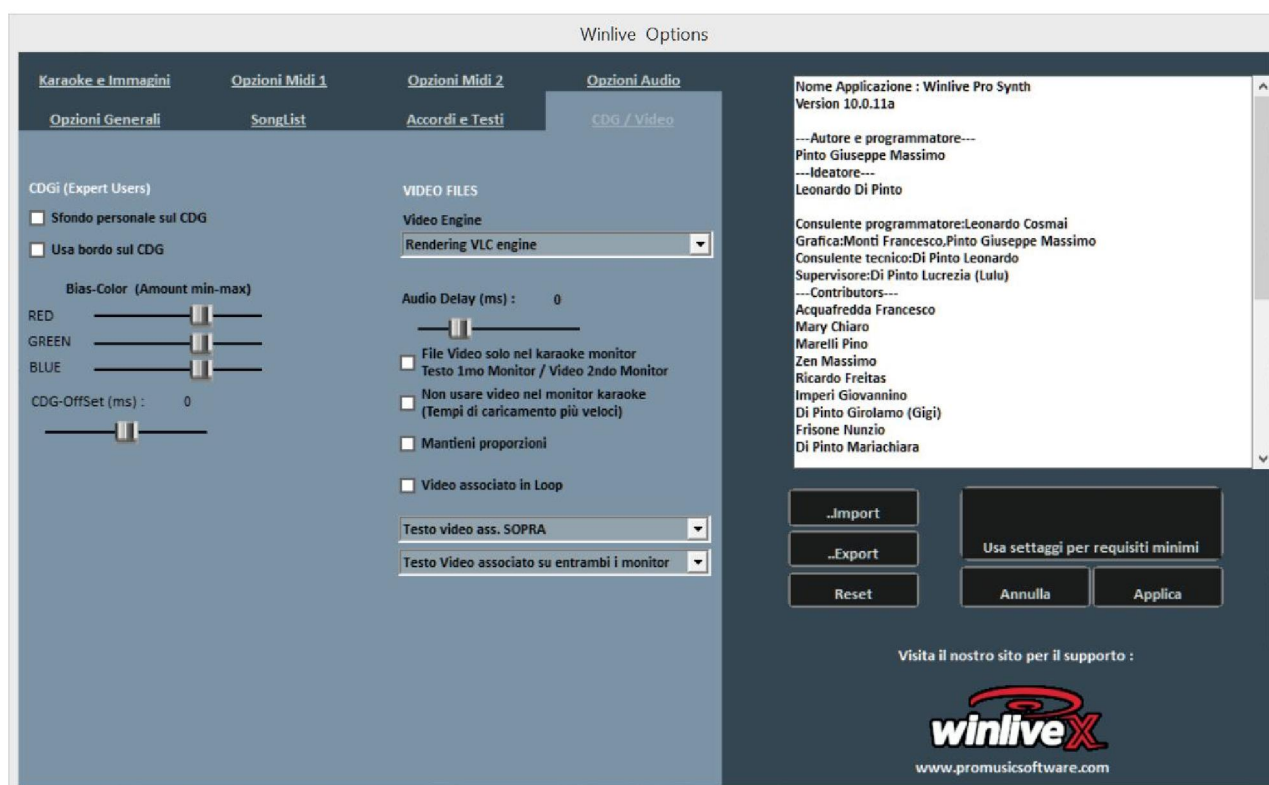 Winlive Options
Karaoke e Immagini
Opzioni Midi 1
Opzioni Midi 2
Opzioni Audio
Opzioni Generali
SongList
Accordi e Testi
CDG / Video
CDGi (Expert Users)
Sfondo personale sul CDG
Usa bordo sul CDG
Bias-Color (Amount min-max)
RED
GREEN
BLUE
CDG-OffSet (ms) : 0
VIDEO FILES
Video Engine
Rendering VLC engine
Audio Delay (ms) : 0
File Video solo nel karaoke monitor
Testo 1mo Monitor / Video 2ndo Monitor
Non usare video nel monitor karaoke
(Tempi di caricamento più veloci)
Mantieni proporzioni
Video associato in Loop
Testo video ass. SOPRA
Testo Video associato su entrambi i monitor
Nome Applicazione : Winlive Pro Synth
Version 10.0.11a
---Autore e programmatore---
Pinto Giuseppe Massimo
---Ideatore---
Leonardo Di Pinto
Consulente programmatore:Leonardo Cosmai
Grafica:Monti Francesco,Pinto Giuseppe Massimo
Consulente tecnico:Di Pinto Leonardo
Supervisore:Di Pinto Lucrezia (Lulu)
---Contributors---
Acquafredda Francesco
Mary Chiaro
Marelli Pino
Zen Massimo
Ricardo Freitas
Imperi Giovannino
Di Pinto Girolamo (Gigi)
Frisone Nunzio
Di Pinto Mariachiara
..Import
..Export
Reset
Usa settaggi per requisiti minimi
Annulla
Applica
Visita il nostro sito per il supporto :
winlive X
www.promusicsoftware.com